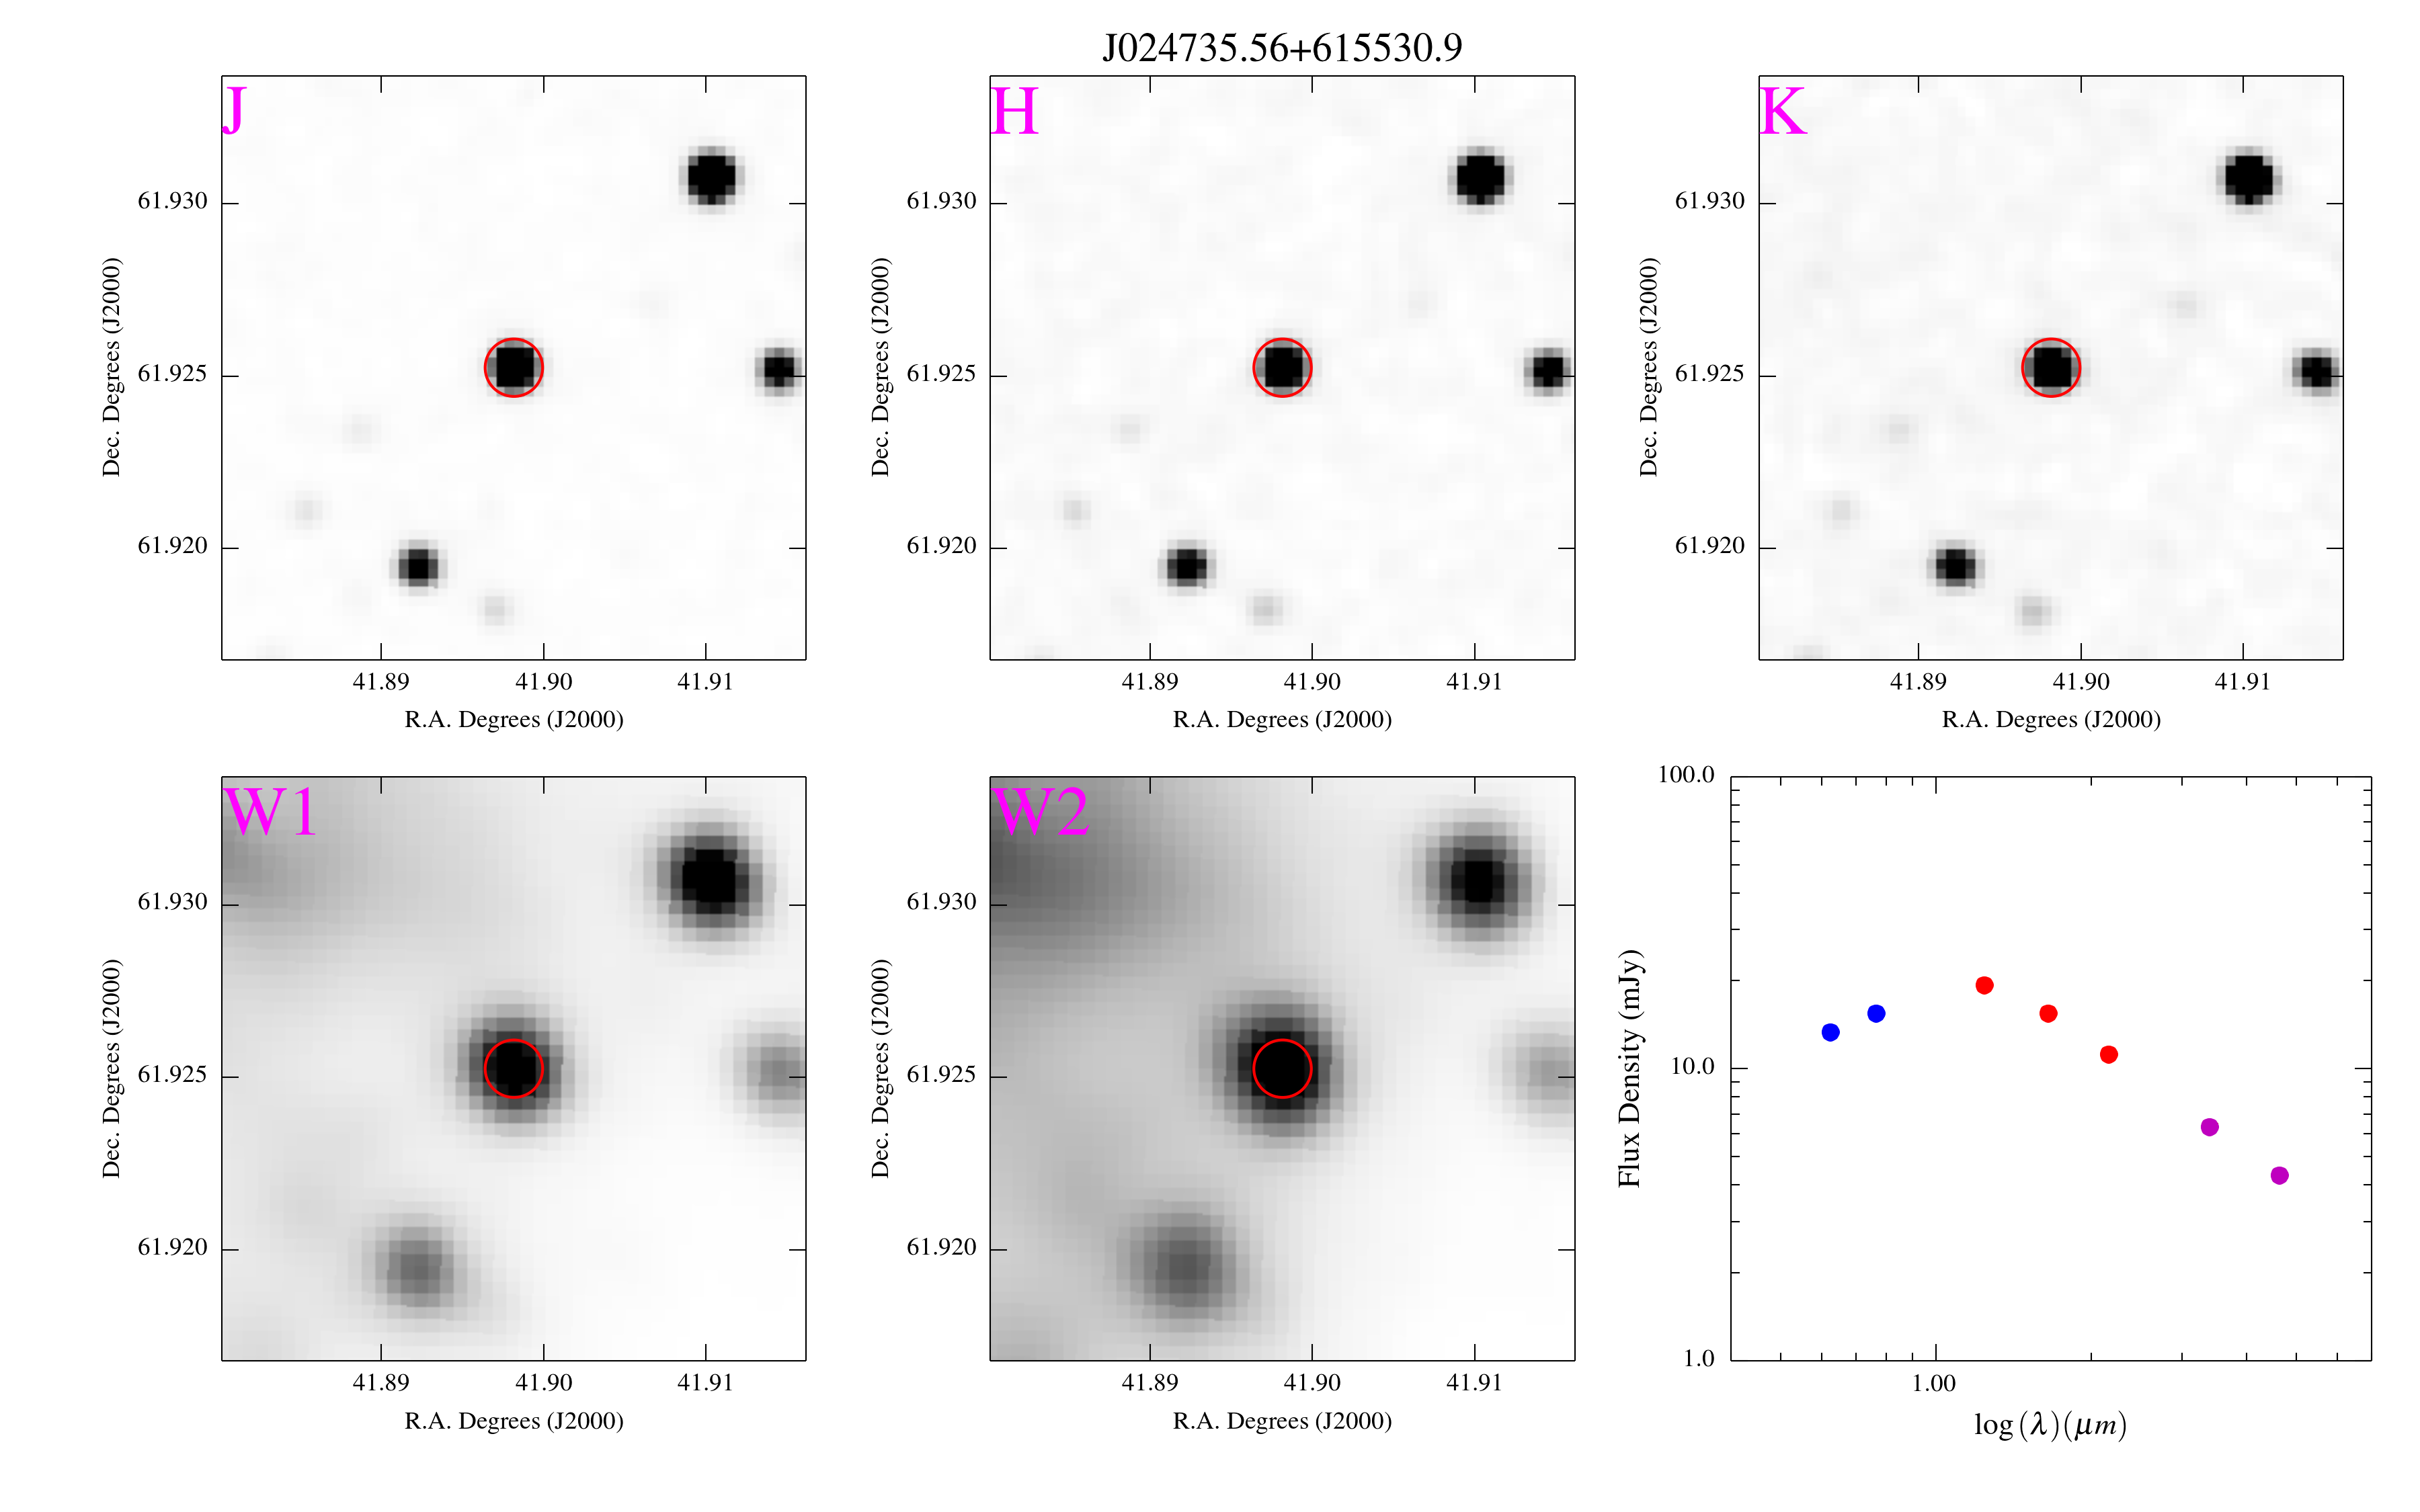 J024735.56+615530.9
J
61.930
61.925
61.920
Dec. Degrees (J2000)
41.89 41.90 41.91
R.A. Degrees (J2000)
H
61.930
61.925
61.920
Dec. Degrees (J2000)
41.89 41.90 41.91
R.A. Degrees (J2000)
K
61.930
61.925
61.920
Dec. Degrees (J2000)
41.89 41.90 41.91
R.A. Degrees (J2000)
W1
61.930
61.925
61.920
Dec. Degrees (J2000)
41.89 41.90 41.91
R.A. Degrees (J2000)
W2
61.930
61.925
61.920
Dec. Degrees (J2000)
41.89 41.90 41.91
R.A. Degrees (J2000)
100.0
10.0
1.0
Flux Density (mJy)
1.00
log(λ)(μm)